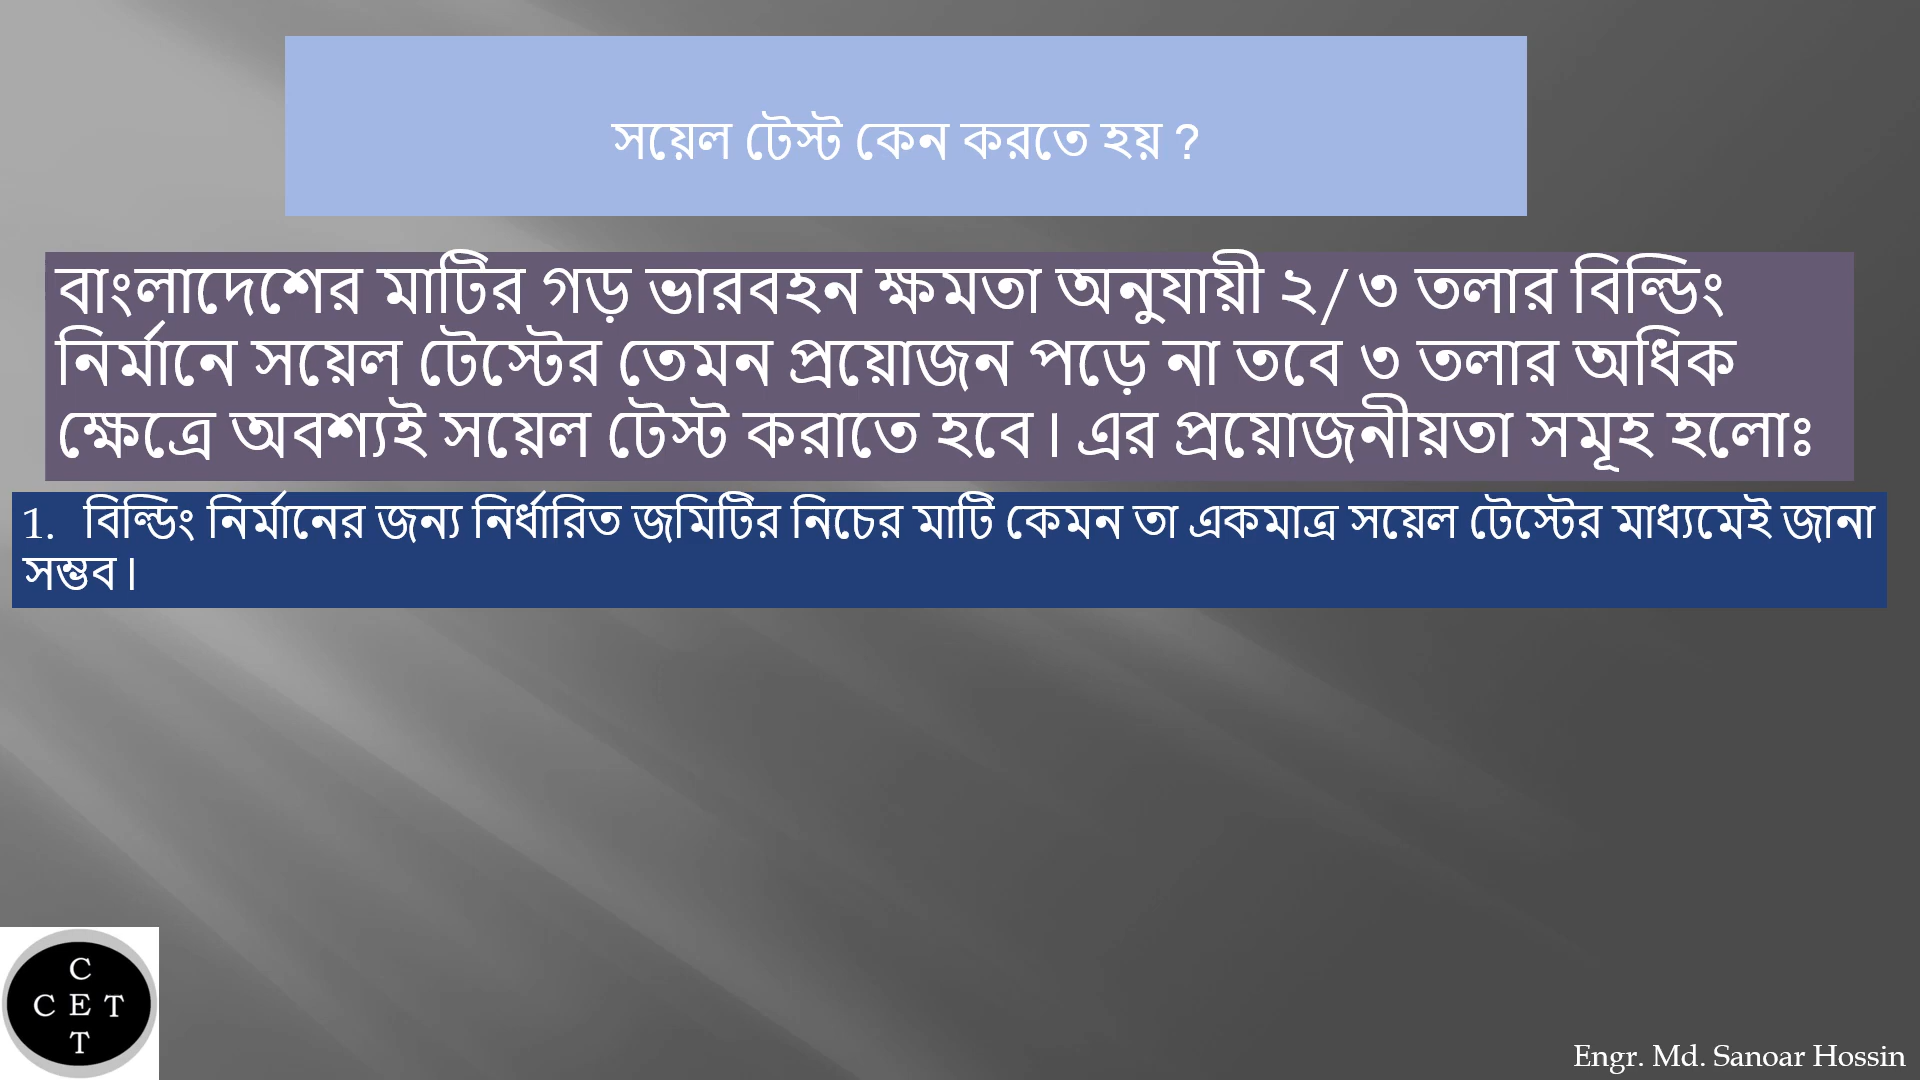 সয়েল টেস্ট কেন করতে হয় ?
বাংলাদেশের মাটির গড় ভারবহন ক্ষমতা অনুযায়ী ২/৩ তলার বিল্ডিং
নির্মানে সয়েল টেস্টের তেমন প্রয়োজন পড়ে না তবে ৩ তলার অধিক
ক্ষেত্রে অবশ্যই সয়েল টেস্ট করাতে হবে। এর প্রয়োজনীয়তা সমূহ হলোঃ
1. বিল্ডিং নির্মানের জন্য নির্ধারিত জমিটির নিচের মাটি কেমন তা একমাত্র সয়েল টেস্টের মাধ্যমেই জানা
সম্ভব।
C
C E T
T
Engr. Md. Sanoar Hossin